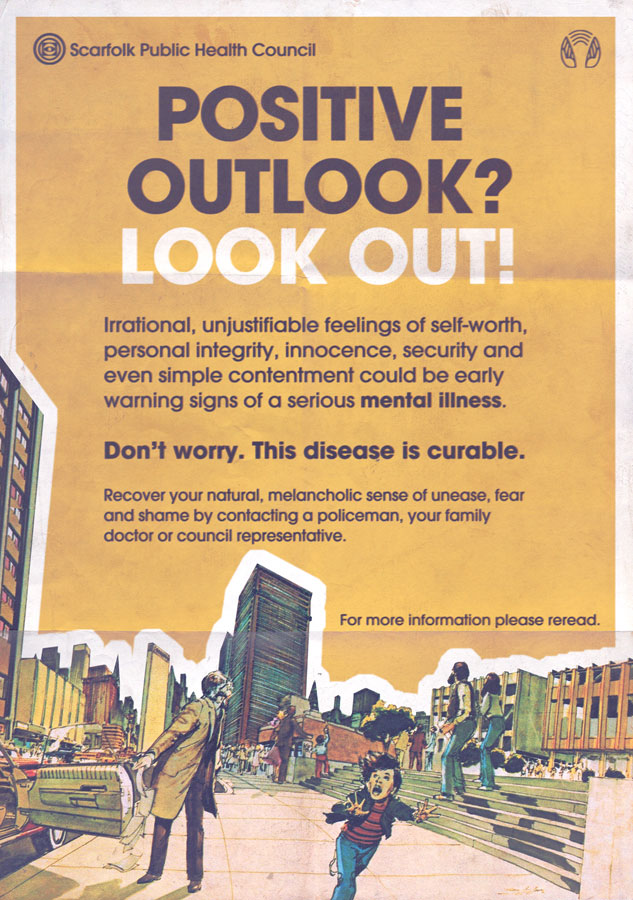 Scarfolk Public Health Council
POSITIVE
OUTLOOK?
LOOK OUT!
Irrational, unjustifiable feelings of self-worth,
personal integrity, innocence, security and
even simple contentment could be early
warning signs of a serious mental illness.
Don't worry. This disease is curable.
Recover your natural, melancholic sense of unease, fear
and shame by contacting a policeman, your family
doctor or council representative.
For more information please reread.